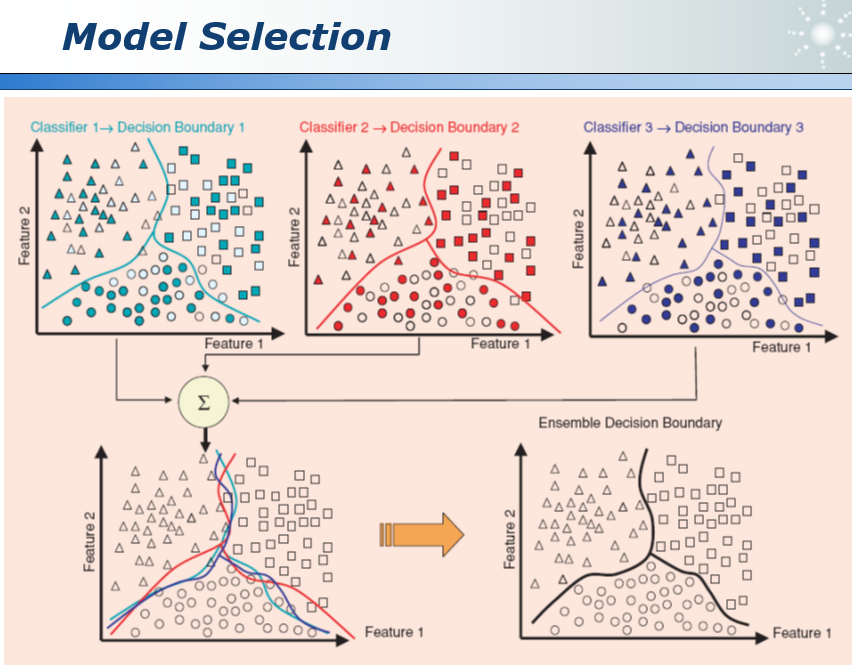 Model Selection
Classifier 1→ Decision Boundary 1
Classifier 2 → Decision Boundary 2
Classifier 3 → Decision Boundary 3
Feature 2
Feature 1
Feature 2
Feature 1
Feature 2
Feature 1
Σ
Ensemble Decision Boundary
Feature 2
Feature 1
Feature 2
Feature 1